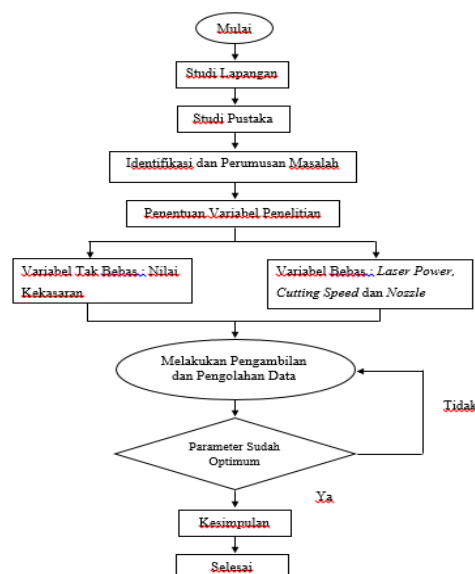 Mulai
Studi Lapangan
Studi Pustaka
Identifikasi dan Perumusan Masalah
Penentuan Variabel Penelitian
Variabel Tak Bebas : Nilai
Kekasaran
Variabel Bebas : Laser Power,
Cutting Speed dan Nozzle
Melakukan Pengambilan
dan Pengolahan Data
Tidak
Parameter Sudah
Optimum
Ya
Kesimpulan
Selesai